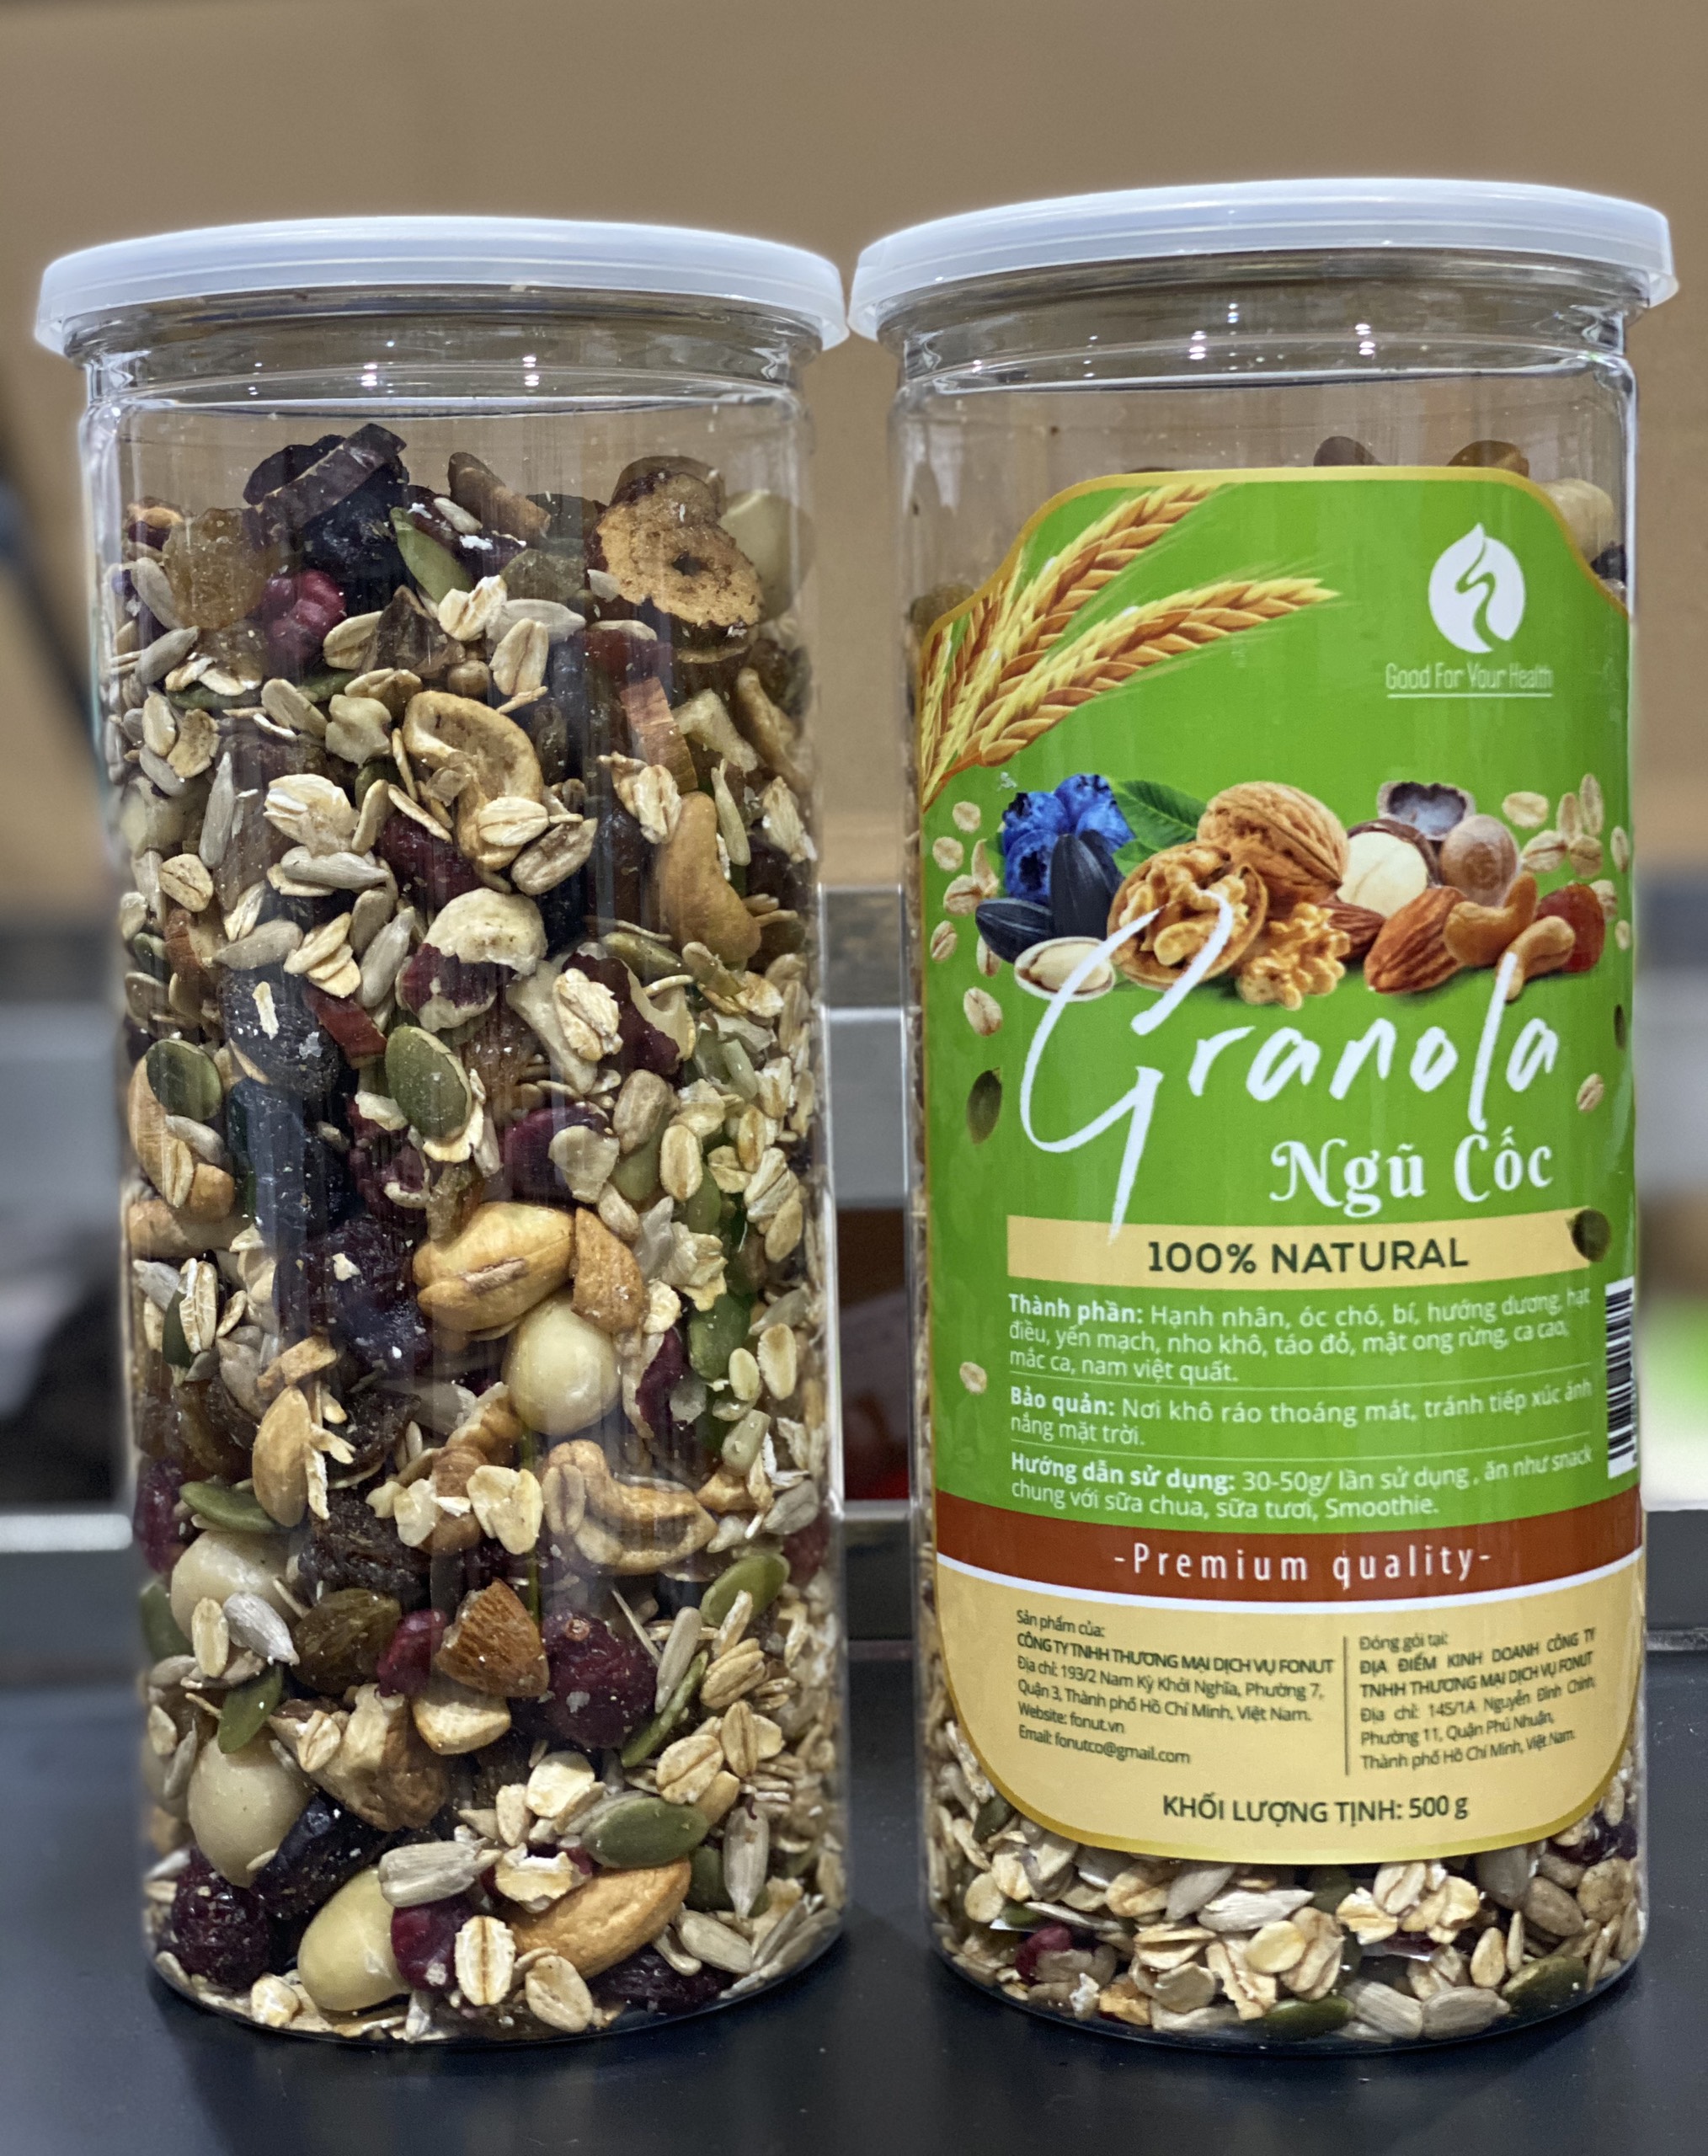 Good For Your Health
Granola
Ngũ Cốc
100% NATURAL
Thành phần: Hạnh nhân, óc chó, bí, hướng dương, hạt
điều, yến mạch, nho khô, táo đỏ, mật ong rừng, ca cao,
mắc ca, nam việt quất.
Bảo quản: Nơi khô ráo thoáng mát, tránh tiếp xúc ánh
nắng mặt trời.
Hướng dẫn sử dụng: 30-50g/ lần sử dụng , ăn như snack
chung với sữa chua, sữa tươi, Smoothie.
-Premium quality-
Sản phẩm của:
CÔNG TY TNHH THƯƠNG MẠI DỊCH VỤ FONUT
Địa chỉ: 193/2 Nam Kỳ Khởi Nghĩa, Phường 7,
Quận 3, Thành phố Hồ Chí Minh, Việt Nam.
Website: fonut.vn
Email: fonutco@gmail.com
Đóng gói tại:
ĐỊA ĐIỂM KINH DOANH CÔNG TY
TNHH THƯƠNG MẠI DỊCH VỤ FONUT
Địa chỉ: 145/1A Nguyễn Đình Chính,
Phường 11, Quận Phú Nhuận,
Thành phố Hồ Chí Minh, Việt Nam.
KHỐI LƯỢNG TỊNH: 500 g